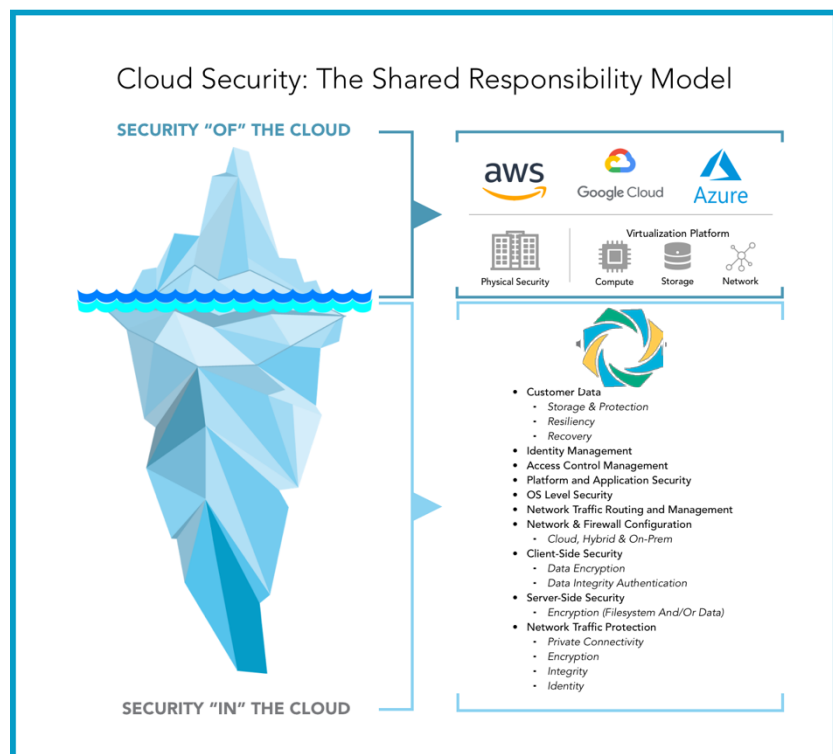 Cloud Security: The Shared Responsibility Model
SECURITY "OF" THE CLOUD
aws
Google Cloud
Azure
Virtualization Platform
Physical Security
Compute
Storage
Network
• Customer Data
• Storage & Protection
• Resiliency
• Recovery
• Identity Management
• Access Control Management
• Platform and Application Security
• OS Level Security
• Network Traffic Routing and Management
• Network & Firewall Configuration
• Cloud, Hybrid & On-Prem
• Client-Side Security
• Data Encryption
• Data Integrity Authentication
• Server-Side Security
• Encryption (Filesystem And/Or Data)
• Network Traffic Protection
• Private Connectivity
• Encryption
• Integrity
• Identity
SECURITY "IN" THE CLOUD